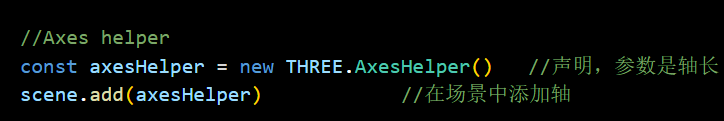 //Axes helper
const axesHelper = new THREE.AxesHelper()   //声明，参数是轴长
scene.add(axesHelper)             //在场景中添加轴